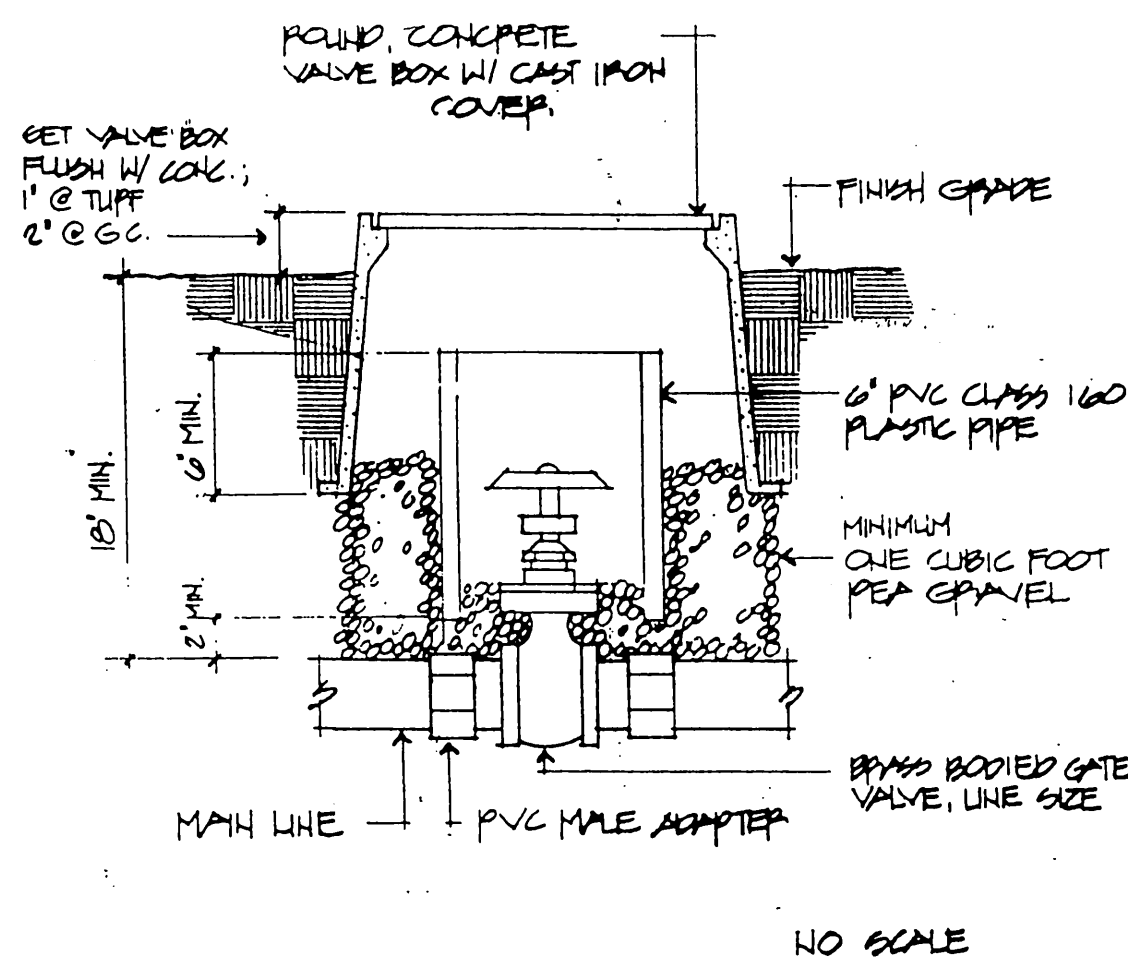 ROUND, CONCRETE
VALVE BOX W/ CAST IRON
COVER.
SET VALVE BOX
FLUSH W/ CONC.;
1" @ TURF
2" @ G.C.
FINISH GRADE
6" PVC CLASS 160
PLASTIC PIPE
6" MIN.
18" MIN.
2" MIN.
MINIMUM
ONE CUBIC FOOT
PEA GRAVEL
BRASS BODIED GATE
VALVE, LINE SIZE
MAIN LINE
PVC MALE ADAPTER
NO SCALE